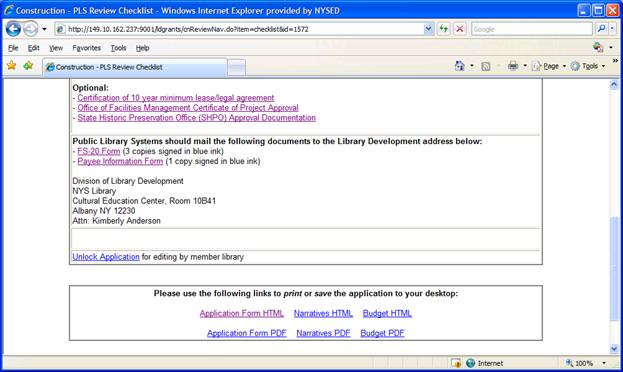 Construction - PLS Review Checklist - Windows Internet Explorer provided by NYSED
http://149.10.162.237:9001/ldgrants/cnReviewNav.do?item=checklist&id=1572
Google
File Edit View Favorites Tools Help
Construction - PLS Review Checklist
Page Tools
Optional:
- Certification of 10 year minimum lease/legal agreement
- Office of Facilities Management Certificate of Project Approval
- State Historic Preservation Office (SHPO) Approval Documentation
Public Library Systems should mail the following documents to the Library Development address below:
- FS-20 Form (3 copies signed in blue ink)
- Payee Information Form (1 copy signed in blue ink)
Division of Library Development
NYS Library
Cultural Education Center, Room 10B41
Albany NY 12230
Attn: Kimberly Anderson
Unlock Application for editing by member library
Please use the following links to print or save the application to your desktop:
Application Form HTML Narratives HTML Budget HTML
Application Form PDF Narratives PDF Budget PDF
Internet 100%